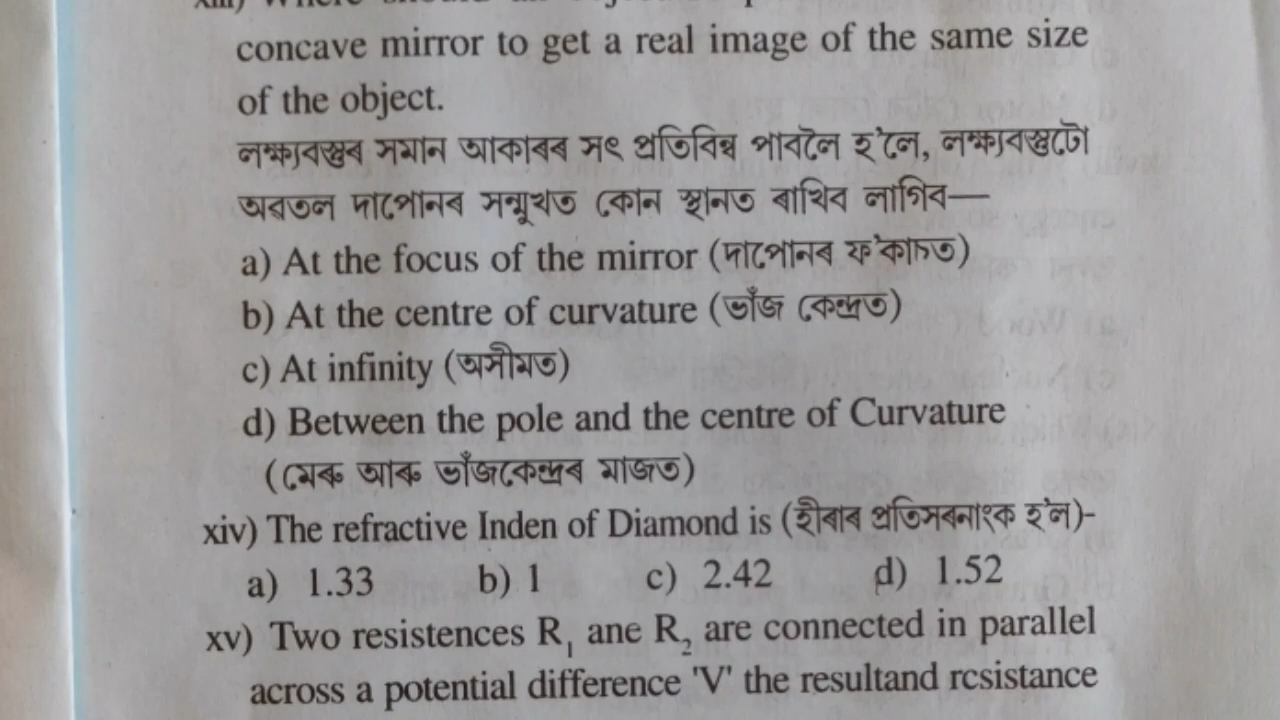 concave mirror to get a real image of the same size
of the object.
লক্ষ্যবস্তুৰ সমান আকাৰৰ সৎ প্ৰতিবিম্ব পাবলৈ হ'লে, লক্ষ্যবস্তুটো
অৱতল দাপোনৰ সন্মূখত কোন স্থানত ৰাখিব লাগিব—
a) At the focus of the mirror (দাপোনৰ ফ'কাচত)
b) At the centre of curvature (ভাঁজ কেন্দ্ৰত)
c) At infinity (অসীমত)
d) Between the pole and the centre of Curvature
(মেৰু আৰু ভাঁজকেন্দ্ৰৰ মাজত)
xiv) The refractive Inden of Diamond is (হীৰাৰ প্ৰতিসৰনাংক হ'ল)-
a) 1.33 b) 1 c) 2.42 d) 1.52
xv) Two resistences R₁ ane R₂ are connected in parallel
across a potential difference 'V' the resultand rcsistance